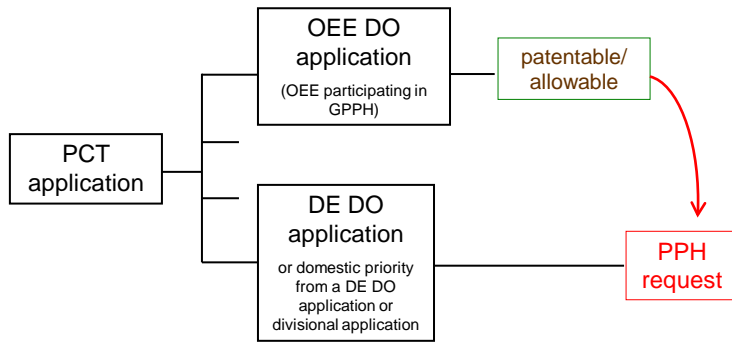 PCT
application
OEE DO
application
(OEE participating in
GPPH)
patentable/
allowable
DE DO
application
or domestic priority
from a DE DO
application or
divisional application
PPH
request